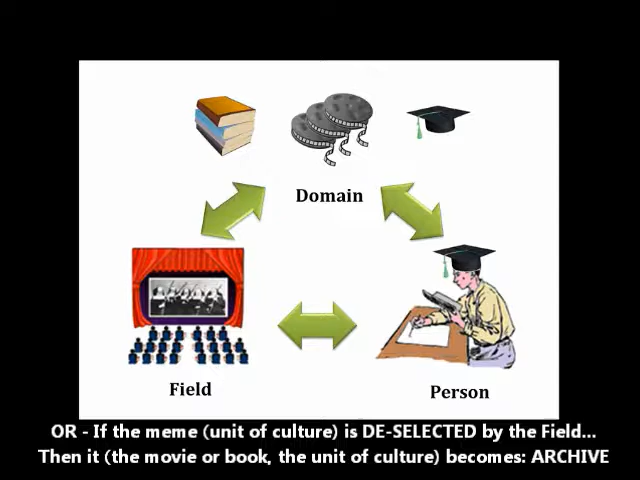 Domain
Field
Person
OR - If the meme (unit of culture) is DE-SELECTED by the Field...
Then it (the movie or book, the unit of culture) becomes: ARCHIVE